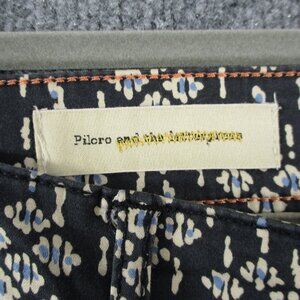 Pilcro and the letterpress